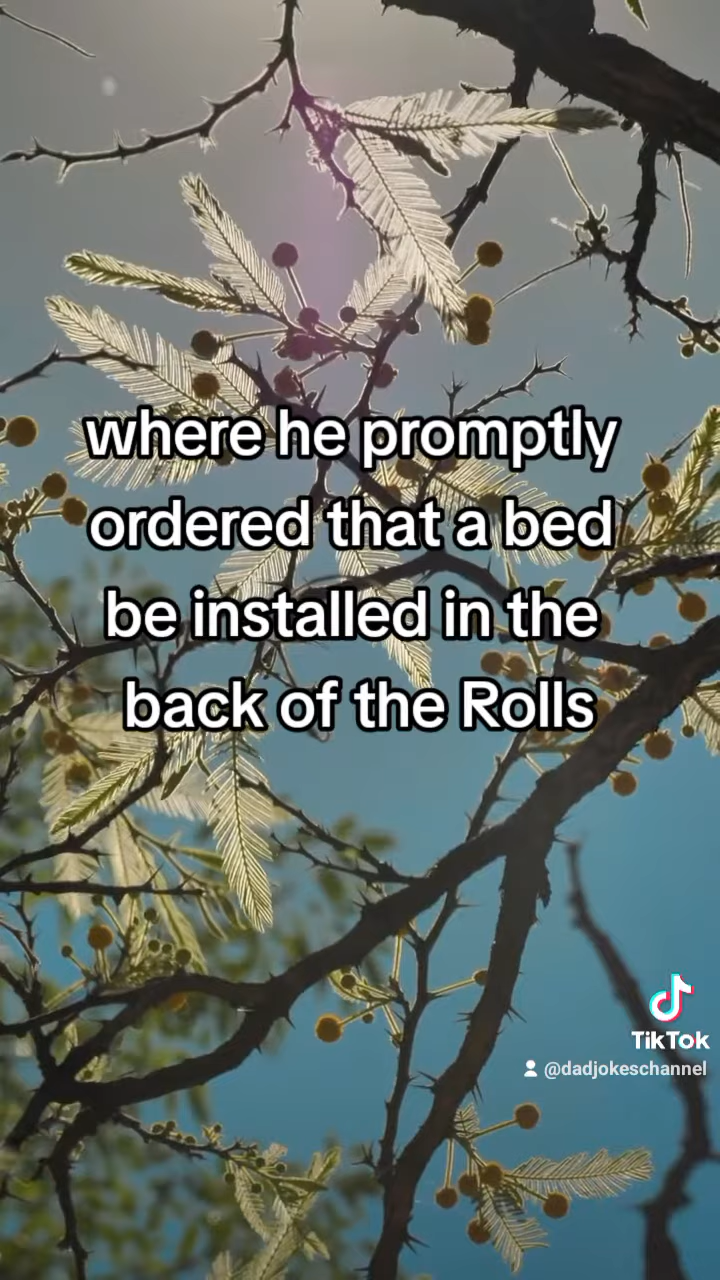 where he promptly
ordered that a bed
be installed in the
back of the Rolls
TikTok
@dadjokeschannel